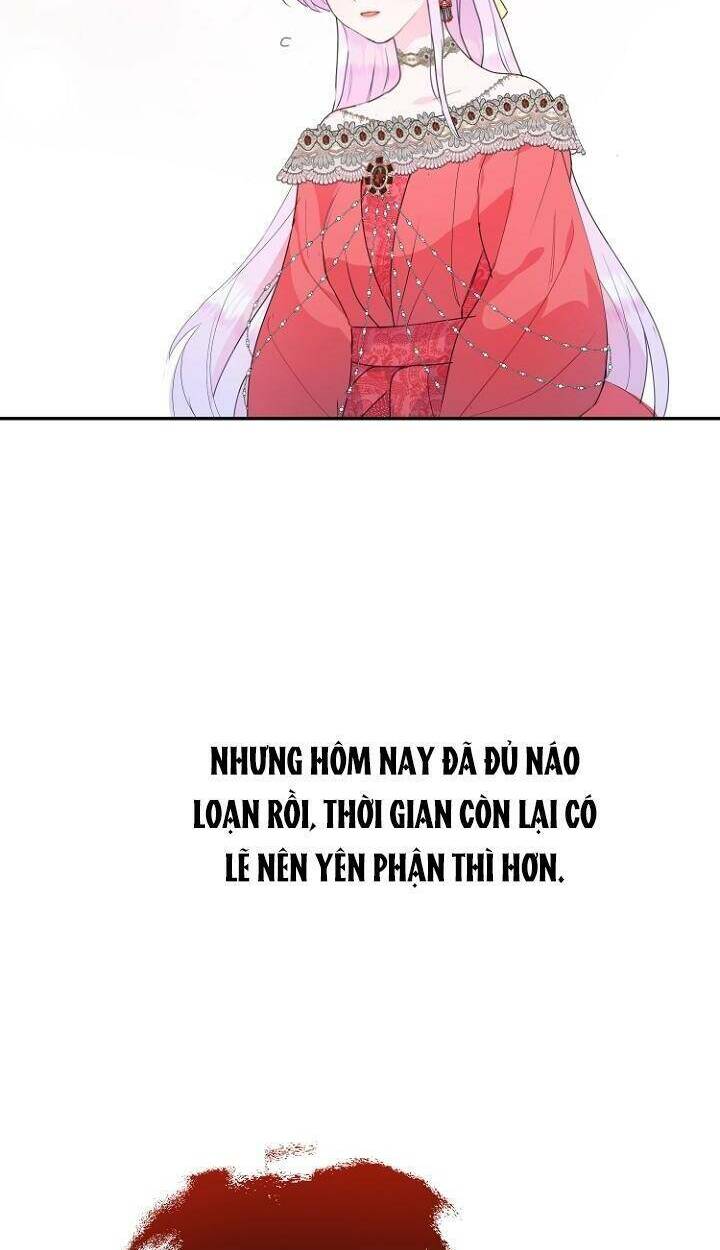 NHƯNG HÔM NAY ĐÃ ĐỦ NÁO
LOẠN RỒI, THỜI GIAN CÒN LẠI CÓ
LẼ NÊN YÊN PHẬN THÌ HƠN.